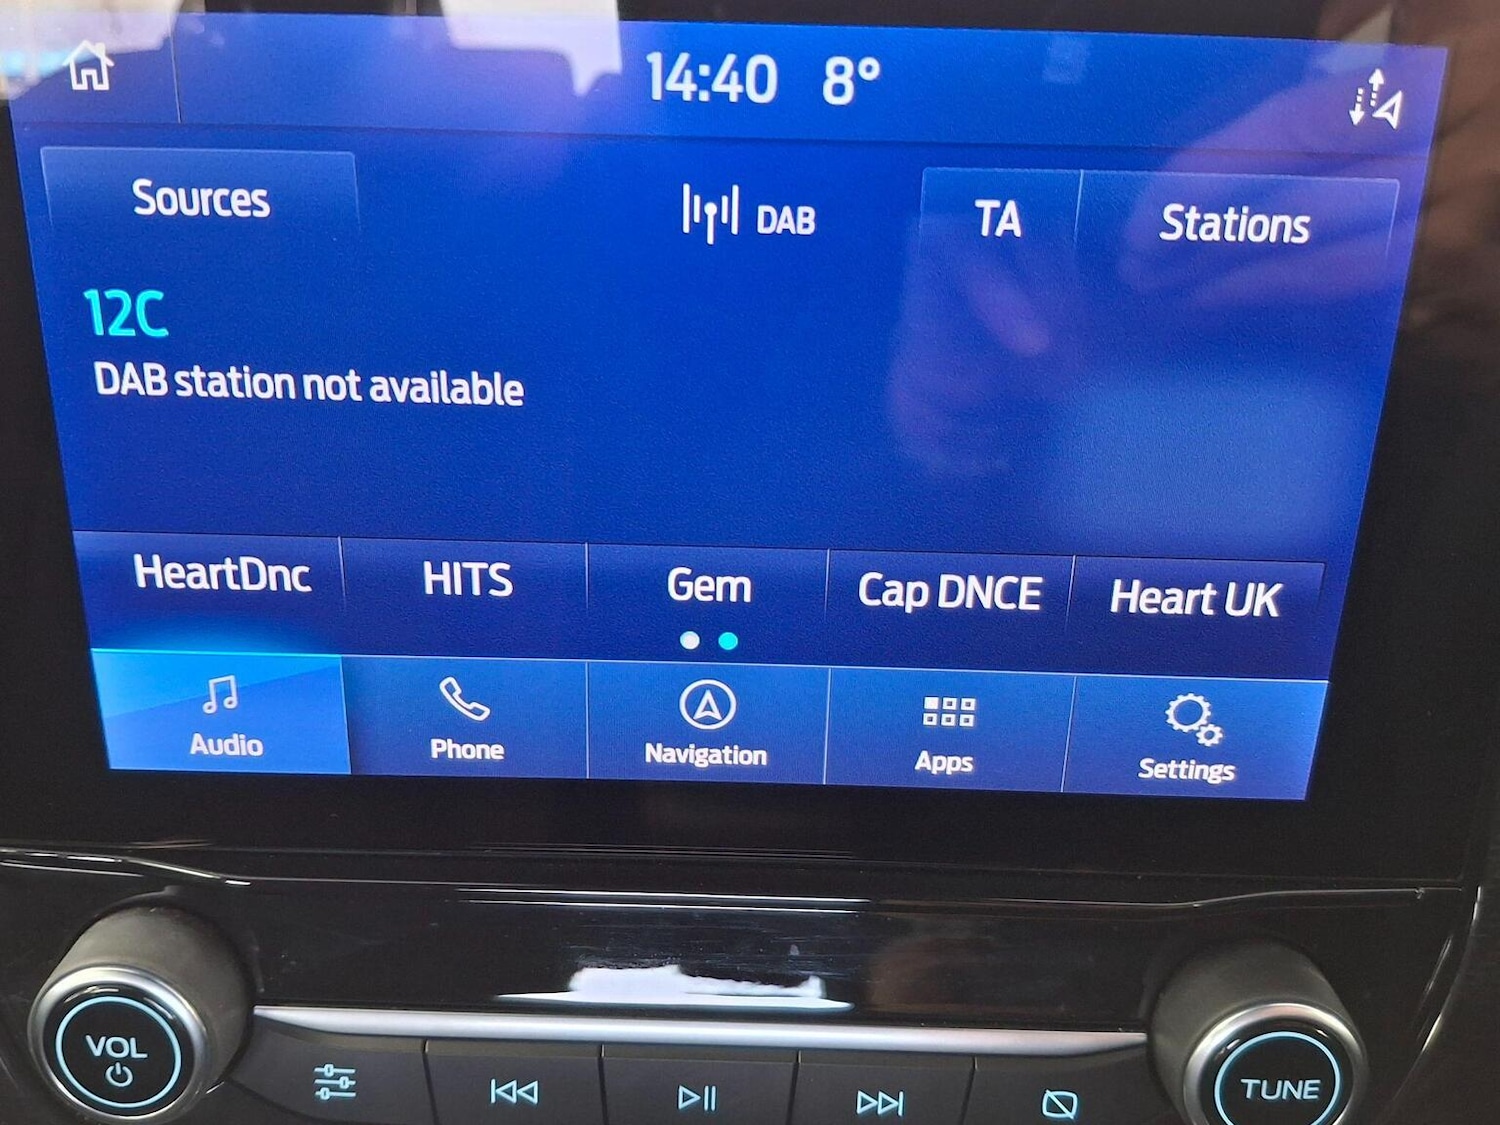 14:40 8°
Sources DAB TA Stations
12C
DAB station not available
HeartDnc HITS Gem Cap DNCE Heart UK
Audio Phone Navigation Apps Settings
VOL TUNE